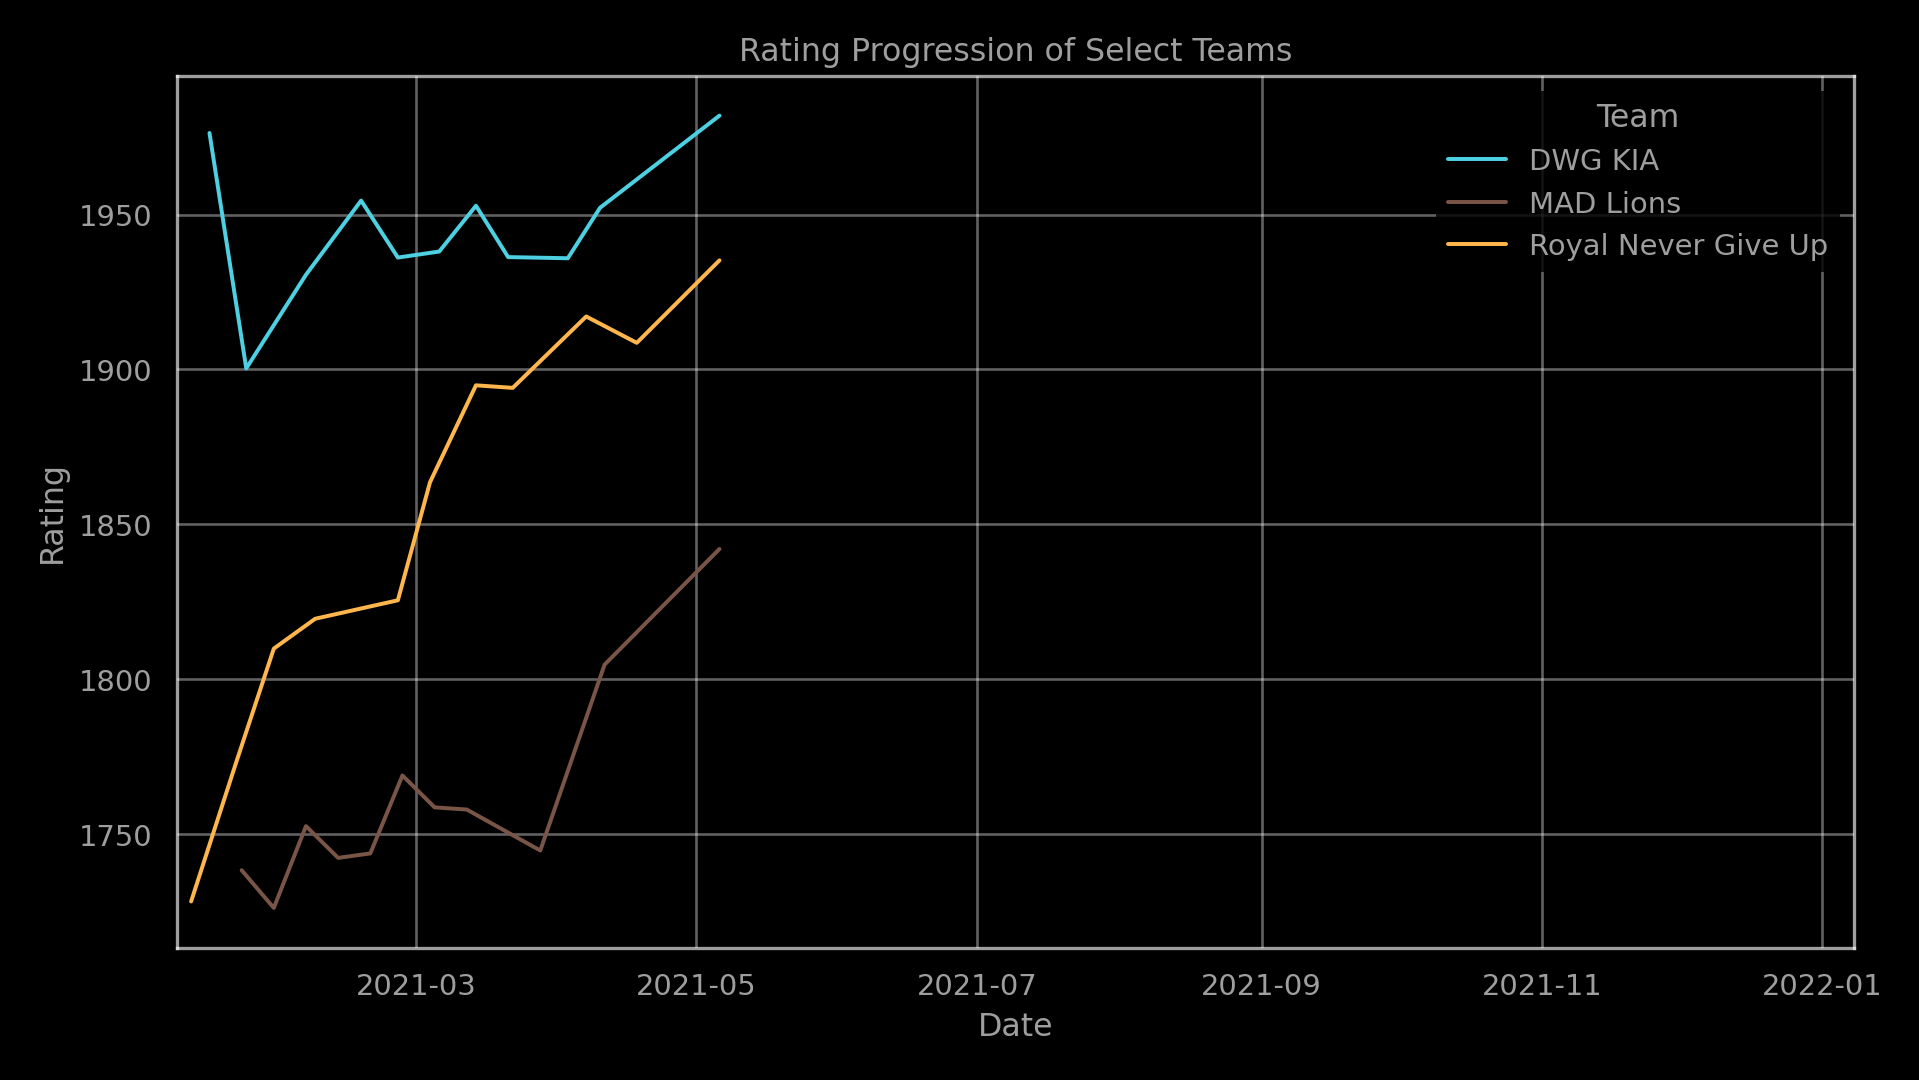 Rating Progression of Select Teams
Team
DWG KIA
MAD Lions
Royal Never Give Up
1950
1900
1850
1800
1750
Rating
2021-03
2021-05
2021-07
2021-09
2021-11
2022-01
Date